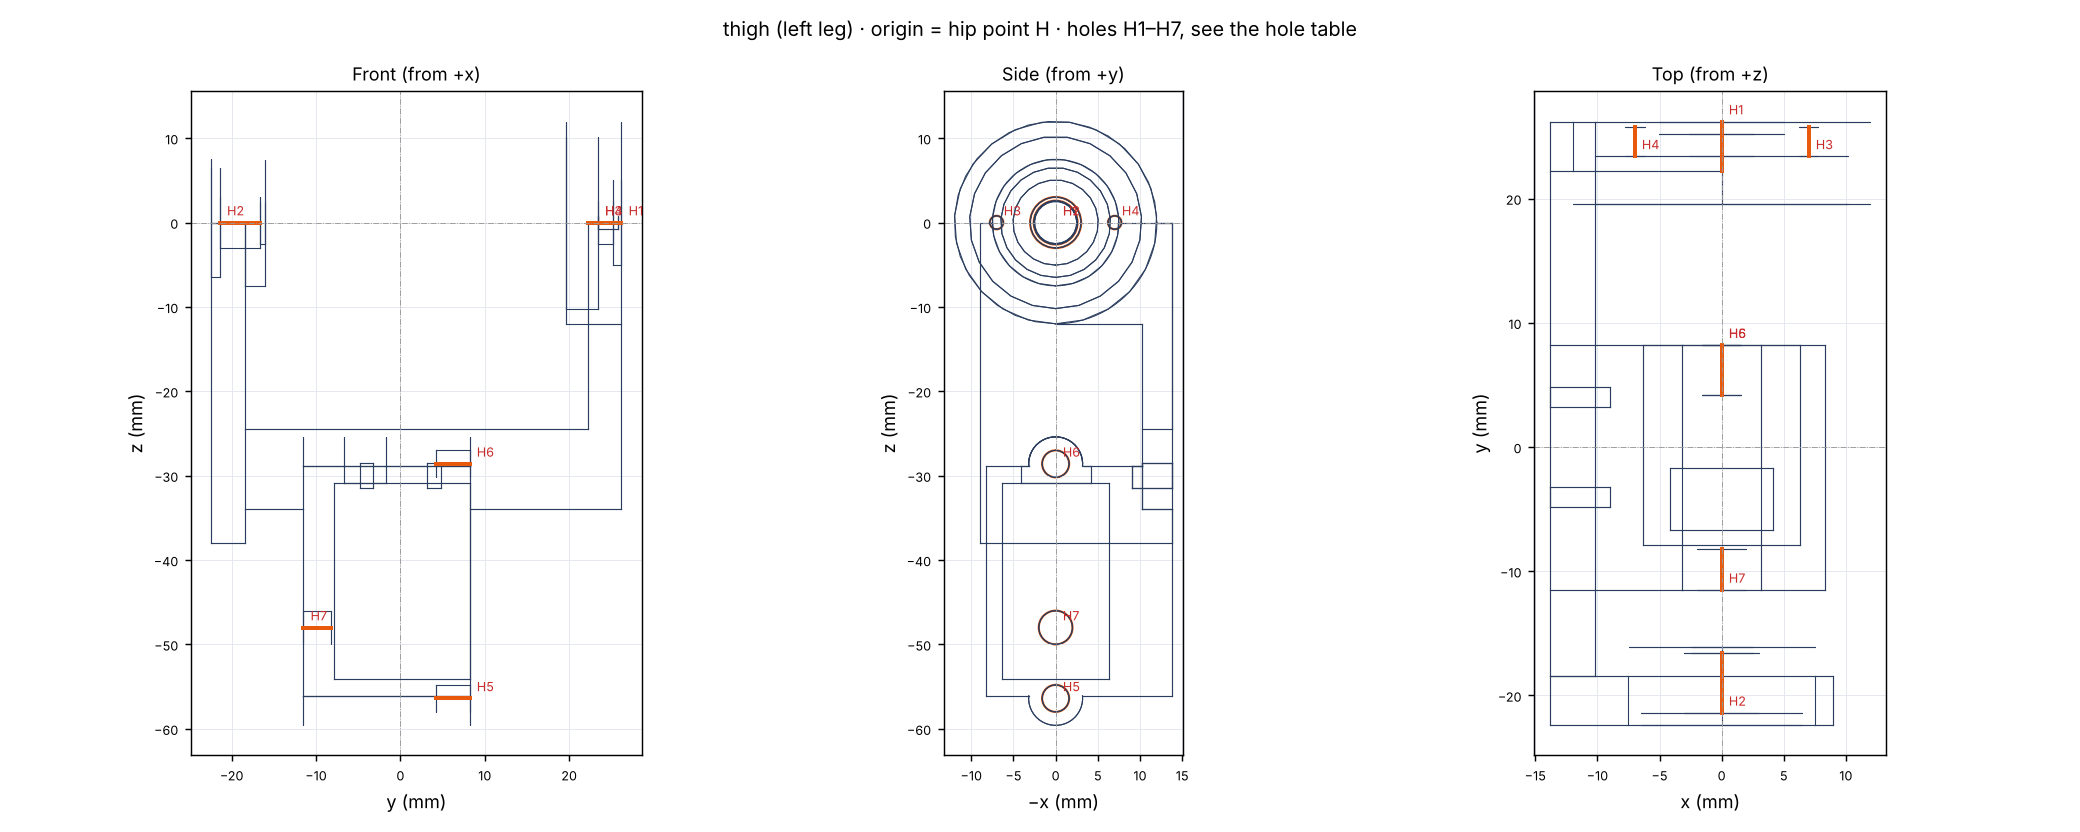 thigh (left leg) · origin = hip point H · holes H1–H7, see the hole table
Front (from +x)
Side (from +y)
Top (from +z)
10
0
−10
−20
−30
−40
−50
−60
z (mm)
H2
H1
H6
H7
H5
−20
−10
0
10
20
y (mm)
10
0
−10
−20
−30
−40
−50
−60
z (mm)
H3
H4
H6
H7
H5
−10
−5
0
5
10
15
−x (mm)
20
10
0
−10
−20
y (mm)
H1
H4
H3
H6
H7
H2
−15
−10
−5
0
5
10
x (mm)